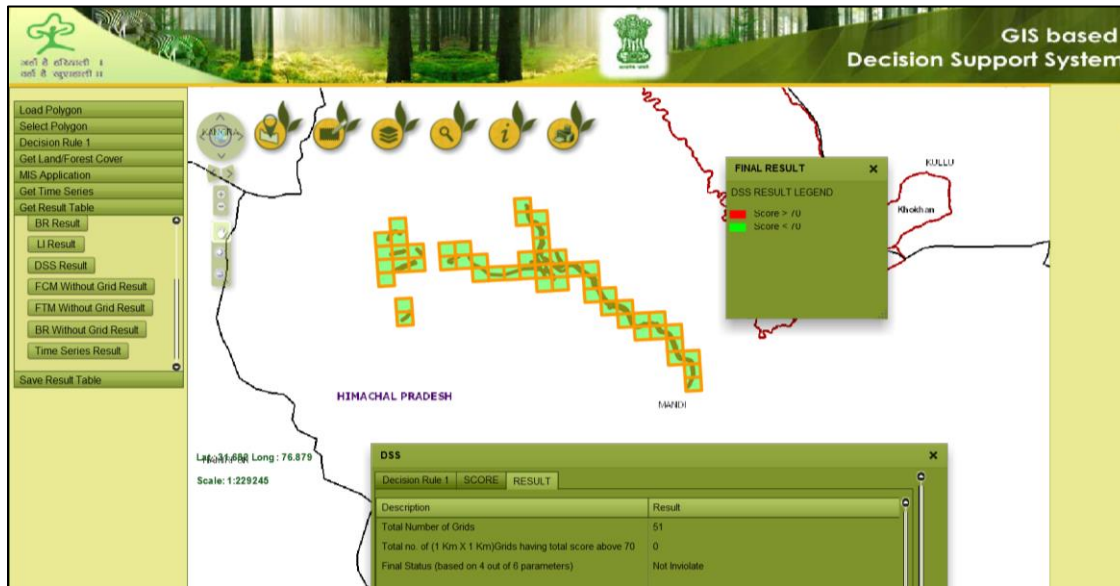 जहाँ है हरियाली ।
वहाँ है खुशहाली ॥
GIS based
Decision Support System
Load Polygon
Select Polygon
Decision Rule 1
Get Land/Forest Cover
MIS Application
Get Time Series
Get Result Table
BR Result
LI Result
DSS Result
FCM Without Grid Result
FTM Without Grid Result
BR Without Grid Result
Time Series Result
Save Result Table
KANGRA
FINAL RESULT
DSS RESULT LEGEND
Score > 70
Score < 70
KULLU
Khokhan
HIMACHAL PRADESH
MANDI
Long : 76.879
Scale: 1:229245
DSS
Decision Rule 1 SCORE RESULT
Description Result
Total Number of Grids 51
Total no. of (1 Km X 1 Km)Grids having total score above 70 0
Final Status (based on 4 out of 6 parameters) Not Inviolate